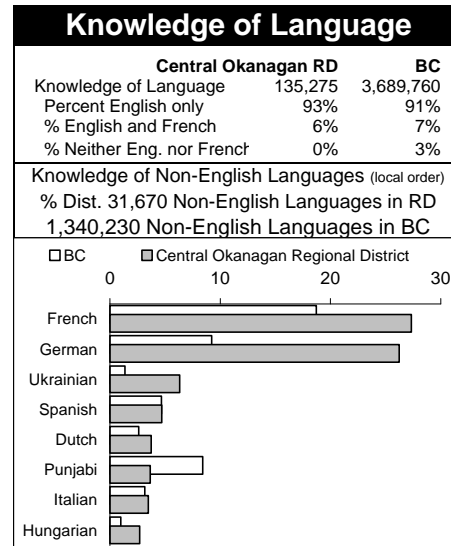 Knowledge of Language
Central Okanagan RD BC
Knowledge of Language 135,275 3,689,760
Percent English only 93% 91%
% English and French 6% 7%
% Neither Eng. nor French 0% 3%
Knowledge of Non-English Languages (local order)
% Dist. 31,670 Non-English Languages in RD
1,340,230 Non-English Languages in BC
BC Central Okanagan Regional District
0 10 20 30
French
German
Ukrainian
Spanish
Dutch
Punjabi
Italian
Hungarian